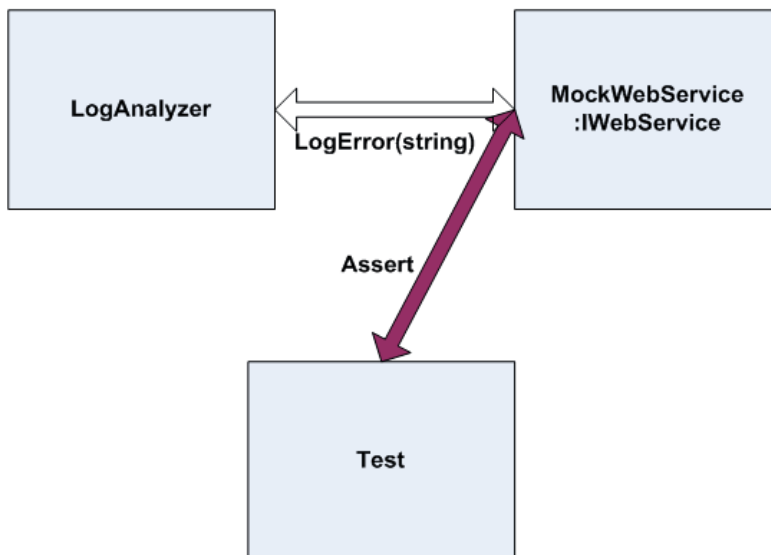 LogAnalyzer
MockWebService
:IWebService
LogError(string)
Assert
Test